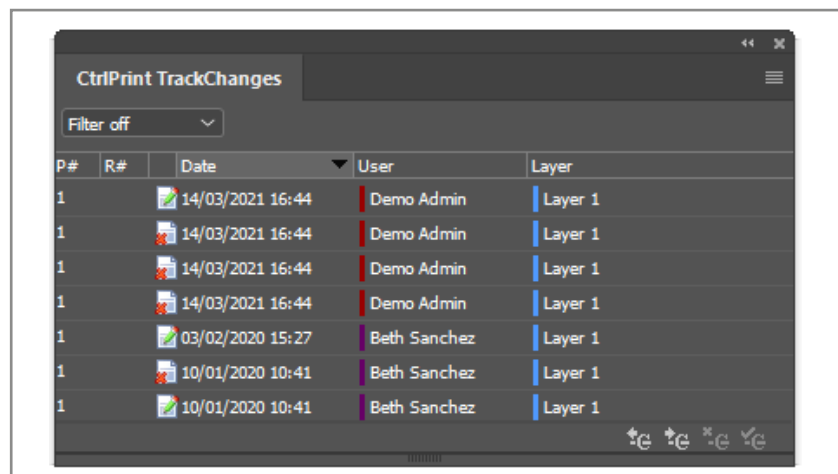 CtrlPrint TrackChanges
Filter off
P# R# Date User Layer
1 14/03/2021 16:44 Demo Admin Layer 1
1 14/03/2021 16:44 Demo Admin Layer 1
1 14/03/2021 16:44 Demo Admin Layer 1
1 14/03/2021 16:44 Demo Admin Layer 1
1 03/02/2020 15:27 Beth Sanchez Layer 1
1 10/01/2020 10:41 Beth Sanchez Layer 1
1 10/01/2020 10:41 Beth Sanchez Layer 1